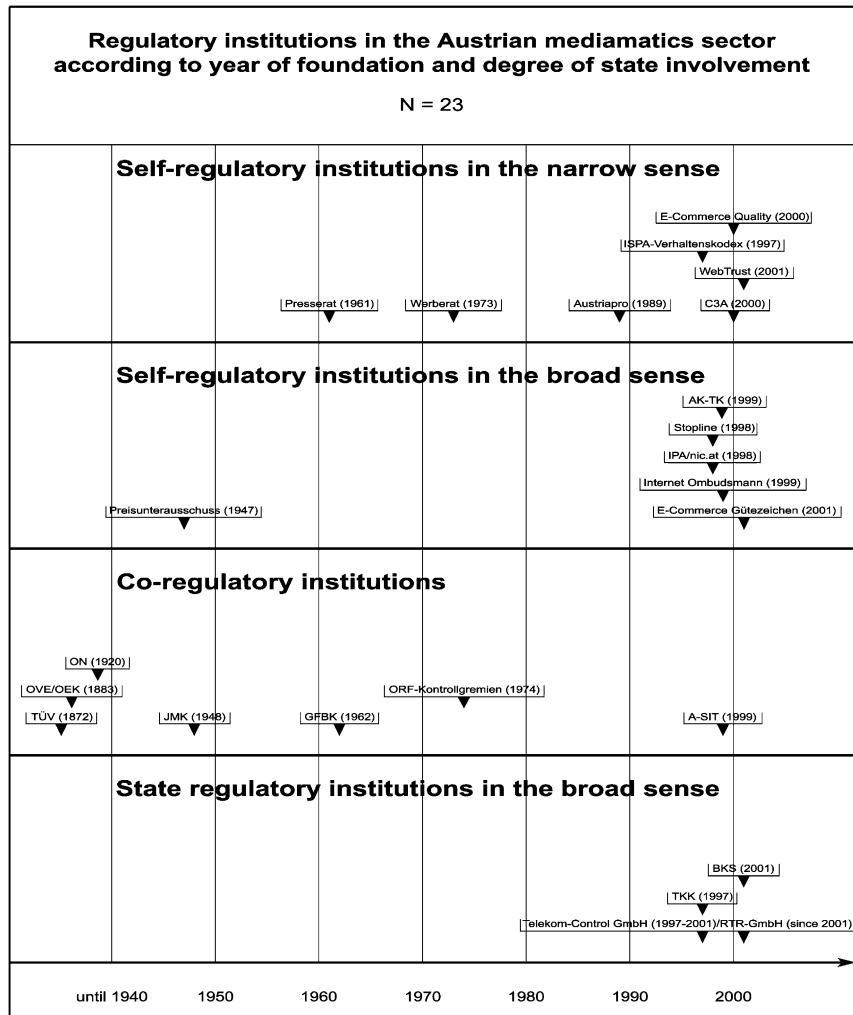 Regulatory institutions in the Austrian mediamatics sector
according to year of foundation and degree of state involvement
N = 23
Self-regulatory institutions in the narrow sense
E-Commerce Quality (2000)
ISPA-Verhaltenskodex (1997)
WebTrust (2001)
Presserat (1961) Werberat (1973) Austriapro (1989) C3A (2000)
Self-regulatory institutions in the broad sense
AK-TK (1999)
Stopline (1998)
IPA/nic.at (1998)
Internet Ombudsmann (1999)
Preisunterausschuss (1947) E-Commerce Gütezeichen (2001)
Co-regulatory institutions
ON (1920)
OVE/OEK (1883) ORF-Kontrollgremien (1974)
TÜV (1872) JMK (1948) GFBK (1962) A-SIT (1999)
State regulatory institutions in the broad sense
BKS (2001)
TKK (1997)
Telekom-Control GmbH (1997-2001)/RTR-GmbH (since 2001)
until 1940 1950 1960 1970 1980 1990 2000